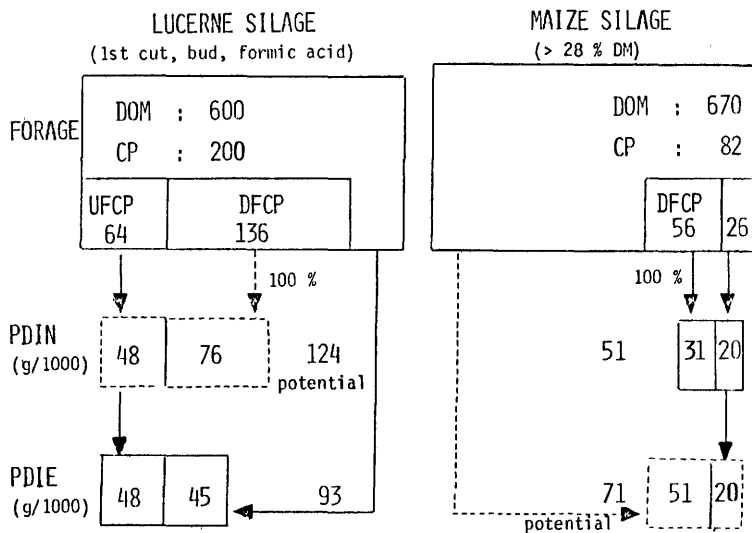 LUCERNE SILAGE
(1st cut, bud, formic acid)
MAIZE SILAGE
(> 28 % DM)
FORAGE
DOM : 600
CP : 200
UFCP
64
DFCP
136
DOM : 670
CP : 82
DFCP
56
26
100 %
100 %
PDIN
(g/1000)
48
76
124
potential
51
31
20
PDIE
(g/1000)
48
45
93
71
potential
51
20